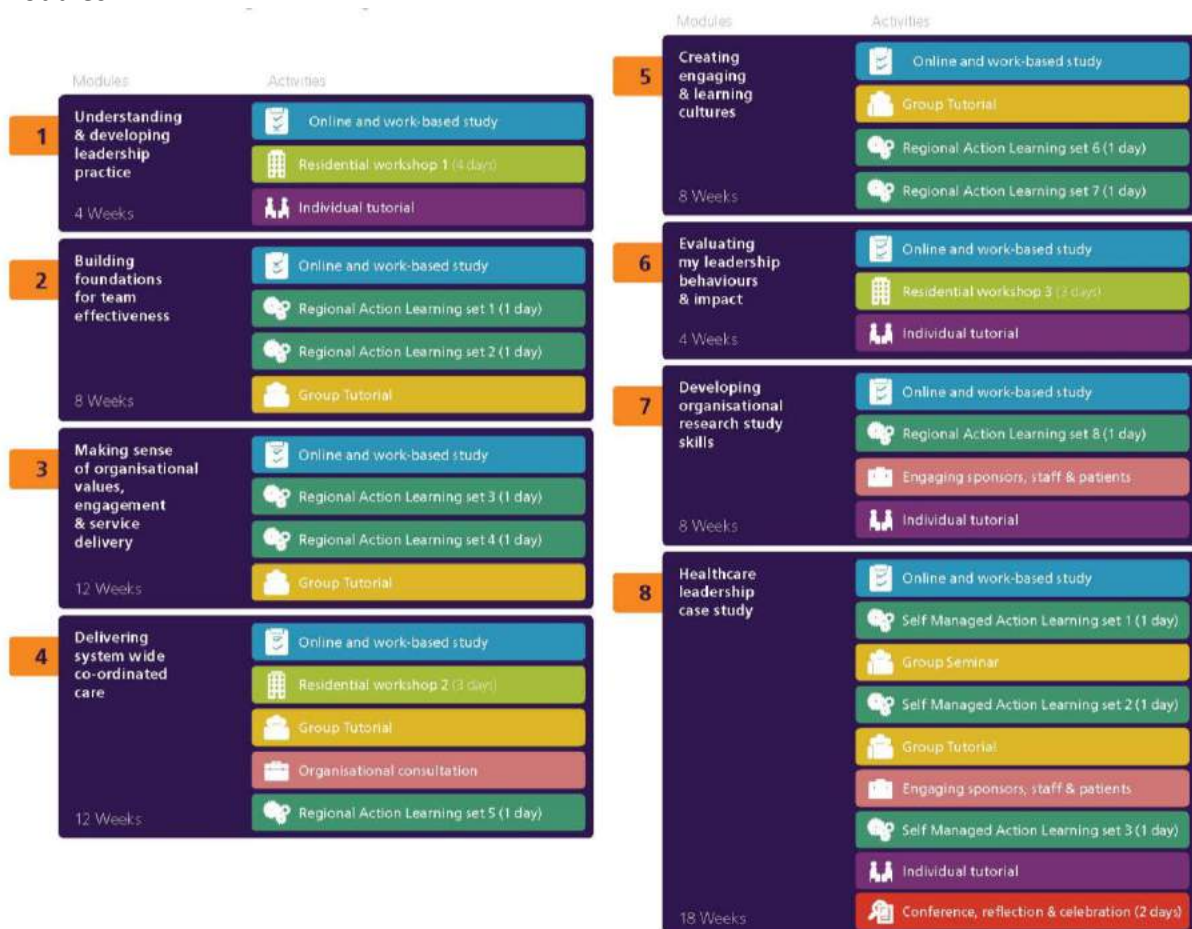 Modules Activities
1
Understanding
& developing
leadership
practice
4 Weeks
Online and work-based study
Residential workshop 1 (4 days)
Individual tutorial
2
Building
foundations
for team
effectiveness
8 Weeks
Online and work-based study
Regional Action Learning set 1 (1 day)
Regional Action Learning set 2 (1 day)
Group Tutorial
3
Making sense
of organisational
values,
engagement
& service
delivery
12 Weeks
Online and work-based study
Regional Action Learning set 3 (1 day)
Regional Action Learning set 4 (1 day)
Group Tutorial
4
Delivering
system wide
co-ordinated
care
12 Weeks
Online and work-based study
Residential workshop 2 (3 days)
Group Tutorial
Organisational consultation
Regional Action Learning set 5 (1 day)
Modules Activities
5
Creating
engaging
& learning
cultures
8 Weeks
Online and work-based study
Group Tutorial
Regional Action Learning set 6 (1 day)
Regional Action Learning set 7 (1 day)
6
Evaluating
my leadership
behaviours
& impact
4 Weeks
Online and work-based study
Residential workshop 3 (3 days)
Individual tutorial
7
Developing
organisational
research study
skills
8 Weeks
Online and work-based study
Regional Action Learning set 8 (1 day)
Engaging sponsors, staff & patients
Individual tutorial
8
Healthcare
leadership
case study
18 Weeks
Online and work-based study
Self Managed Action Learning set 1 (1 day)
Group Seminar
Self Managed Action Learning set 2 (1 day)
Group Tutorial
Engaging sponsors, staff & patients
Self Managed Action Learning set 3 (1 day)
Individual tutorial
Conference, reflection & celebration (2 days)